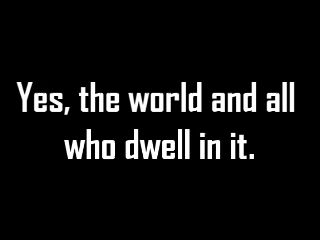 Yes, the world and all
who dwell in it.